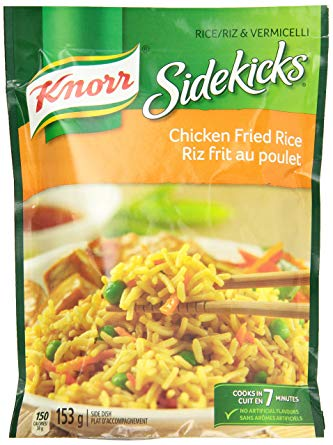 RICE/RIZ & VERMICELLI
Knorr
Sidekicks
Chicken Fried Rice
Riz frit au poulet
COOKS IN
CUIT EN 7 MINUTES
NO ARTIFICIAL FLAVOURS
SANS ARÔMES ARTIFICIELS
150
CALORIES/
153 g
SIDE DISH
PLAT D'ACCOMPAGNEMENT